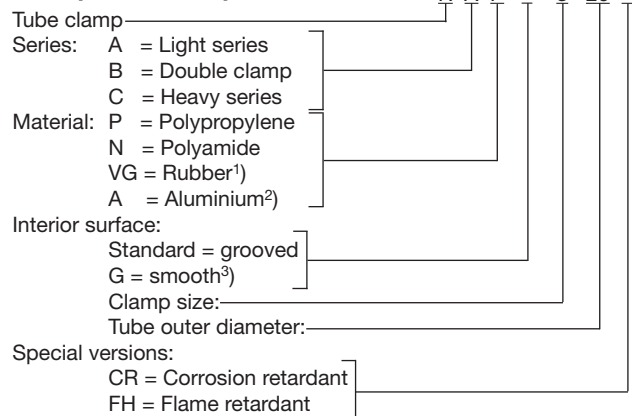 Tube clamp
Series: A = Light series
B = Double clamp
C = Heavy series
Material: P = Polypropylene
N = Polyamide
VG = Rubber¹)
A = Aluminium²)
Interior surface:
Standard = grooved
G = smooth³)
Clamp size:
Tube outer diameter:
Special versions:
CR = Corrosion retardant
FH = Flame retardant